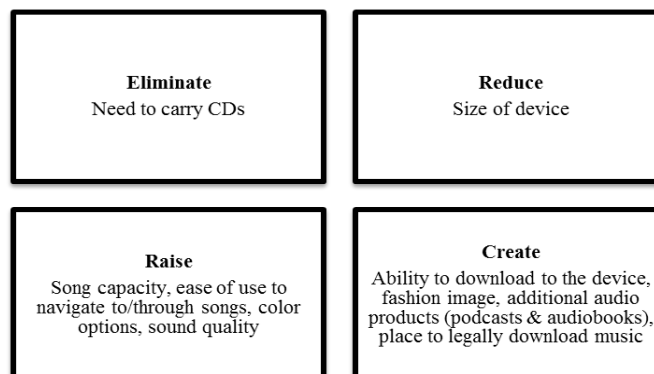 Eliminate
Need to carry CDs
Reduce
Size of device
Raise
Song capacity, ease of use to
navigate to/through songs, color
options, sound quality
Create
Ability to download to the device,
fashion image, additional audio
products (podcasts & audiobooks),
place to legally download music